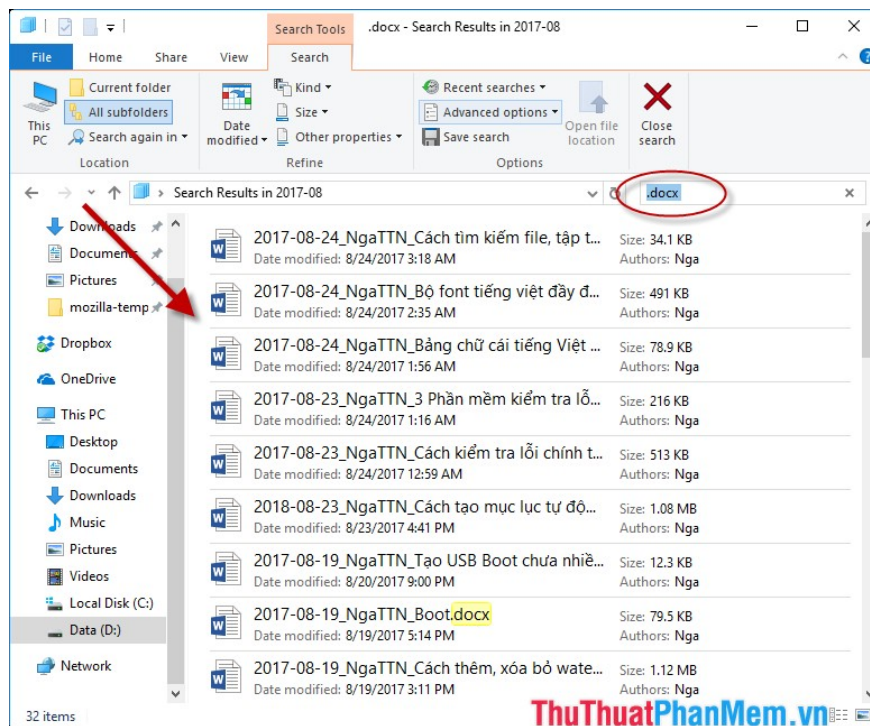 Search Tools
.docx - Search Results in 2017-08
File Home Share View Search
This PC
Current folder
All subfolders
Search again in
Location
Date modified
Kind
Size
Other properties
Refine
Recent searches
Advanced options
Save search
Open file location
Options
Close search
Search Results in 2017-08
.docx
Downloads
Documents
Pictures
mozilla-temp
Dropbox
OneDrive
This PC
Desktop
Documents
Downloads
Music
Pictures
Videos
Local Disk (C:)
Data (D:)
Network
2017-08-24_NgaTTN_Cách tìm kiếm file, tập t... Size: 34.1 KB
Date modified: 8/24/2017 3:18 AM Authors: Nga
2017-08-24_NgaTTN_Bộ font tiếng việt đầy đ... Size: 491 KB
Date modified: 8/24/2017 2:35 AM Authors: Nga
2017-08-24_NgaTTN_Bảng chữ cái tiếng Việt ... Size: 78.9 KB
Date modified: 8/24/2017 1:56 AM Authors: Nga
2017-08-23_NgaTTN_3 Phần mềm kiểm tra lỗ... Size: 216 KB
Date modified: 8/24/2017 1:16 AM Authors: Nga
2017-08-23_NgaTTN_Cách kiểm tra lỗi chính t... Size: 513 KB
Date modified: 8/24/2017 12:59 AM Authors: Nga
2018-08-23_NgaTTN_Cách tạo mục lục tự độ... Size: 1.08 MB
Date modified: 8/23/2017 4:41 PM Authors: Nga
2017-08-19_NgaTTN_Tạo USB Boot chưa nhiề... Size: 12.3 KB
Date modified: 8/20/2017 9:00 PM Authors: Nga
2017-08-19_NgaTTN_Boot.docx Size: 79.5 KB
Date modified: 8/19/2017 5:14 PM Authors: Nga
2017-08-19_NgaTTN_Cách thêm, xóa bỏ wate... Size: 1.12 MB
Date modified: 8/19/2017 3:11 PM Authors: Nga
32 items
ThuThuatPhanMem.vn